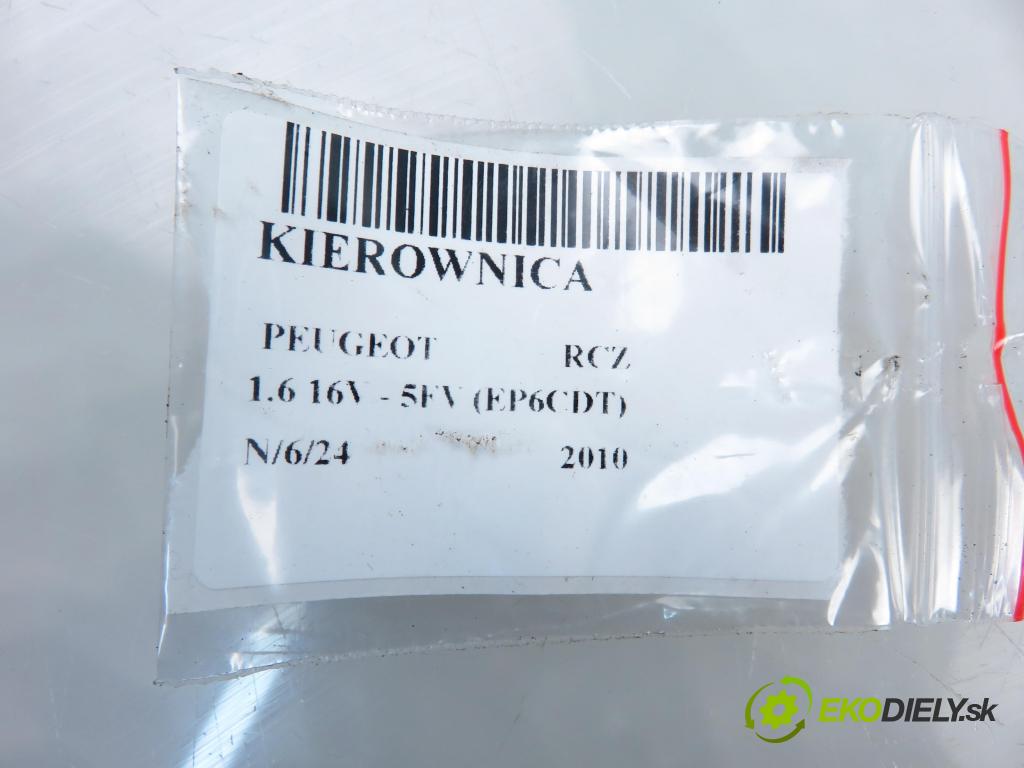 KIEROWNICA
PEUGEOT RCZ
1.6 16V - 5FV (EP6CDT)
N/6/24 2010
EKODIELY.sk